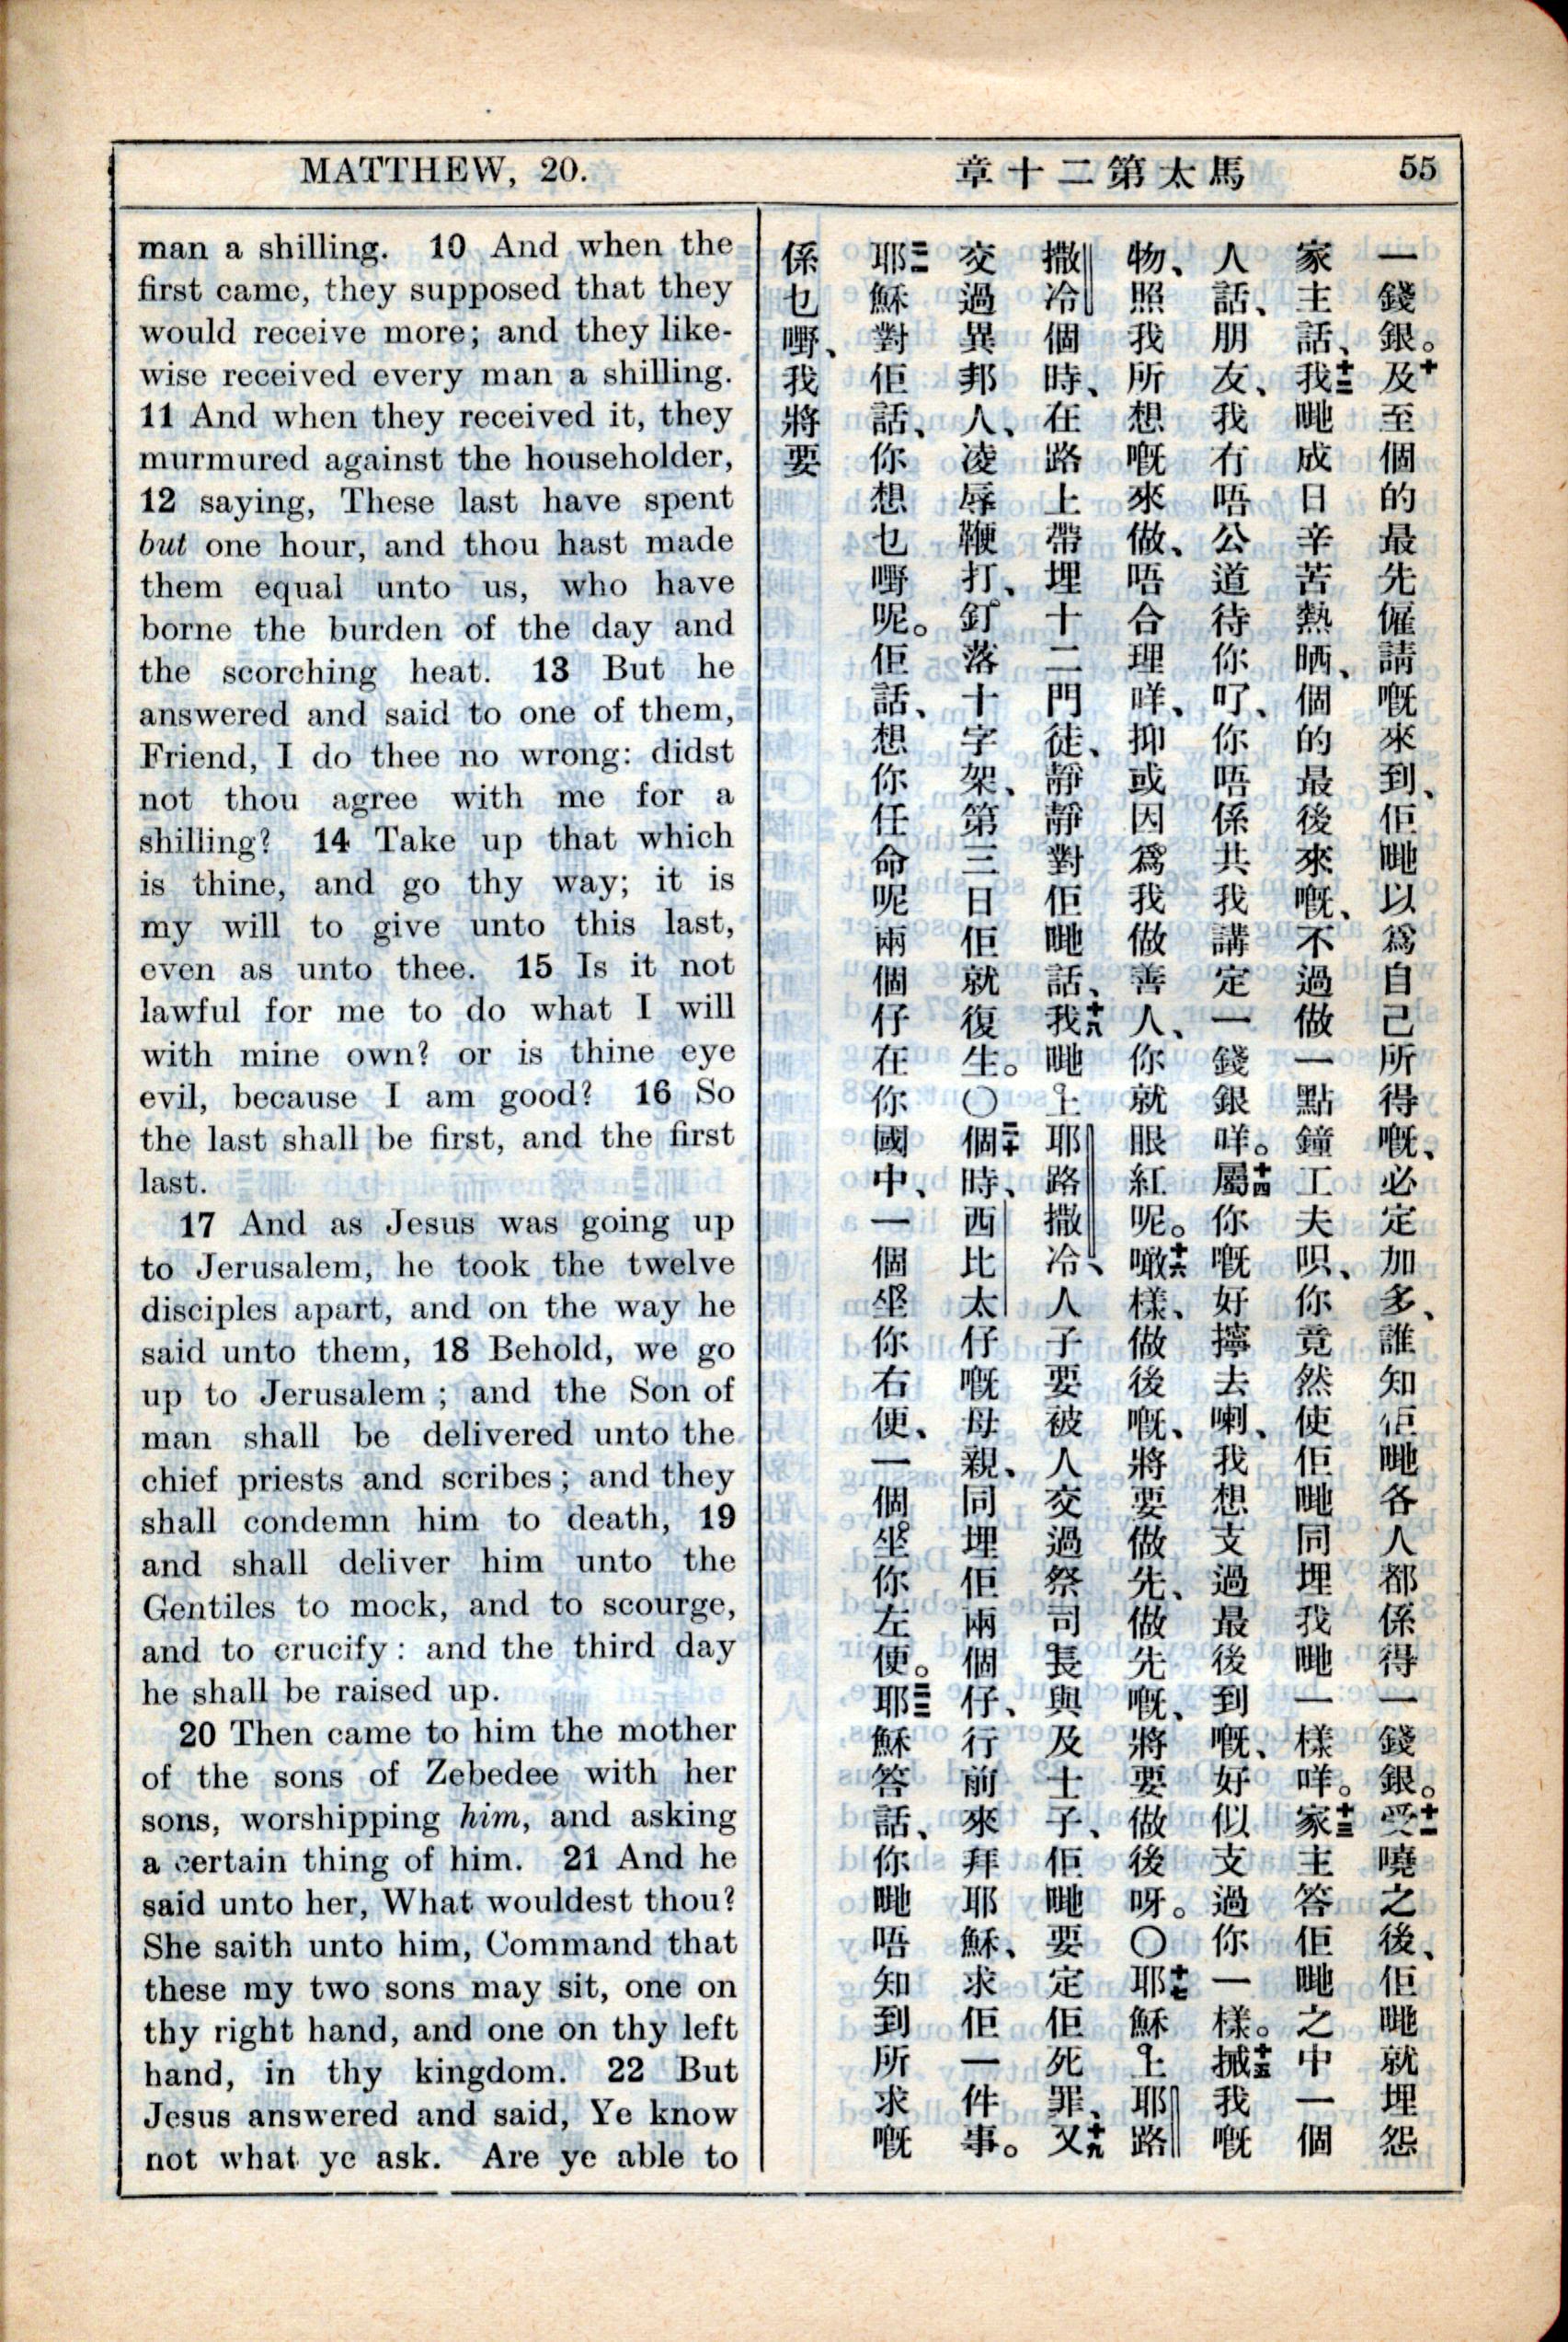 MATTHEW, 20.
馬太第二十章
55
man a shilling. 10 And when the
first came, they supposed that they
would receive more; and they like-
wise received every man a shilling.
11 And when they received it, they
murmured against the householder,
12 saying, These last have spent
but one hour, and thou hast made
them equal unto us, who have
borne the burden of the day and
the scorching heat. 13 But he
answered and said to one of them,
Friend, I do thee no wrong: didst
not thou agree with me for a
shilling? 14 Take up that which
is thine, and go thy way; it is
my will to give unto this last,
even as unto thee. 15 Is it not
lawful for me to do what I will
with mine own? or is thine eye
evil, because I am good? 16 So
the last shall be first, and the first
last.
17 And as Jesus was going up
to Jerusalem, he took the twelve
disciples apart, and on the way he
said unto them, 18 Behold, we go
up to Jerusalem; and the Son of
man shall be delivered unto the
chief priests and scribes; and they
shall condemn him to death, 19
and shall deliver him unto the
Gentiles to mock, and to scourge,
and to crucify: and the third day
he shall be raised up.
20 Then came to him the mother
of the sons of Zebedee with her
sons, worshipping him, and asking
a certain thing of him. 21 And he
said unto her, What wouldest thou?
She saith unto him, Command that
these my two sons may sit, one on
thy right hand, and one on thy left
hand, in thy kingdom. 22 But
Jesus answered and said, Ye know
not what ye ask. Are ye able to
一錢銀。十及至個的最先僱請嘅來到、佢哋以爲自己所得嘅、必定加多、誰知佢哋各人都係得一錢銀。十一受曉之後、佢哋就埋怨
家主話、十二我哋成日辛苦熱晒、個的最後來嘅、不過做一點鐘工夫呮、你竟然使佢哋同埋我哋一樣咩。十三家主答佢哋之中一個
人話、朋友、我冇唔公道待你吖、你唔係共我講定一錢銀咩。十四屬你嘅好擰去喇、我想支過最後到嘅、好似支過你一樣。十五搣我嘅
物、照我所想嘅來做、唔合理咩、抑或因爲我做善人、你就眼紅呢。十六噉樣、做後嘅、將要做先、做先嘅、將要做後呀。〇十七耶穌上耶路
撒冷個時、在路上帶埋十二門徒、靜靜對佢哋話、十八我哋上耶路撒冷、人子要被人交過祭司長與及士子、佢哋要定佢死罪、十九又
交過異邦人、凌辱鞭打、釘落十字架、第三日佢就復生。〇二十個時、西比太仔嘅母親、同埋佢兩個仔、行前來拜耶穌、求佢一件事。
二一耶穌對佢話、你想乜嘢呢。佢話、想你任命呢兩個仔在你國中、一個坐你右便、一個坐你左便。二二耶穌答話、你哋唔知到所求嘅
係乜嘢、我將要